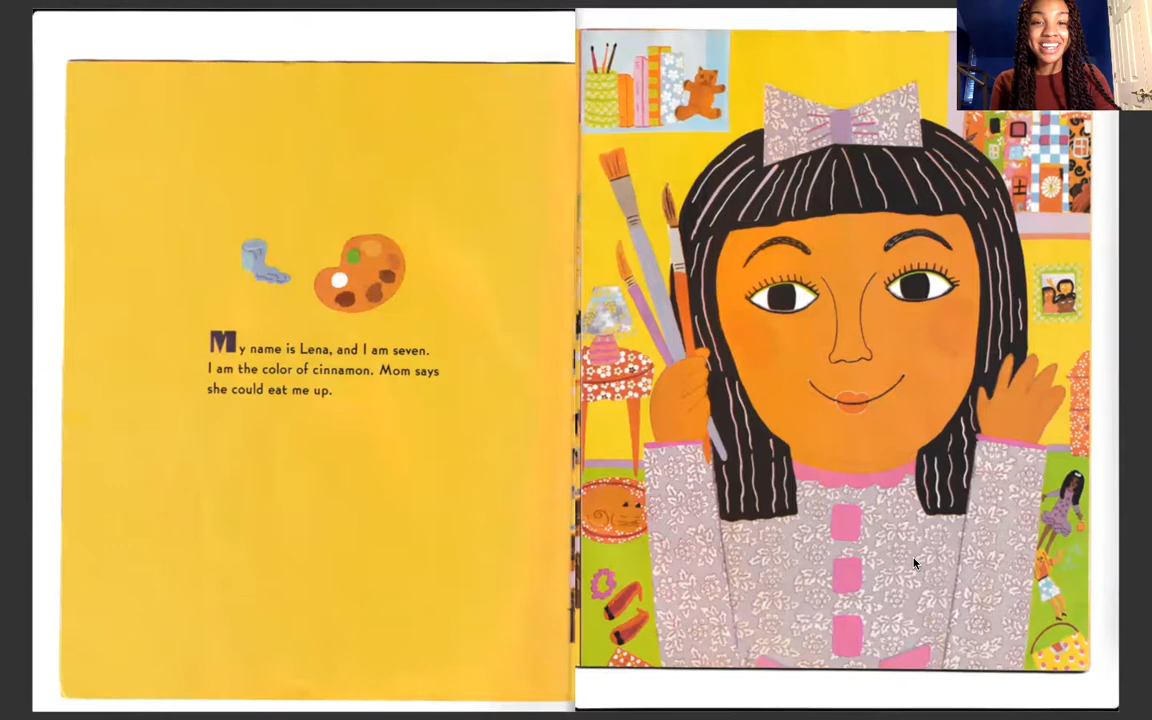 My name is Lena, and I am seven.
I am the color of cinnamon. Mom says
she could eat me up.